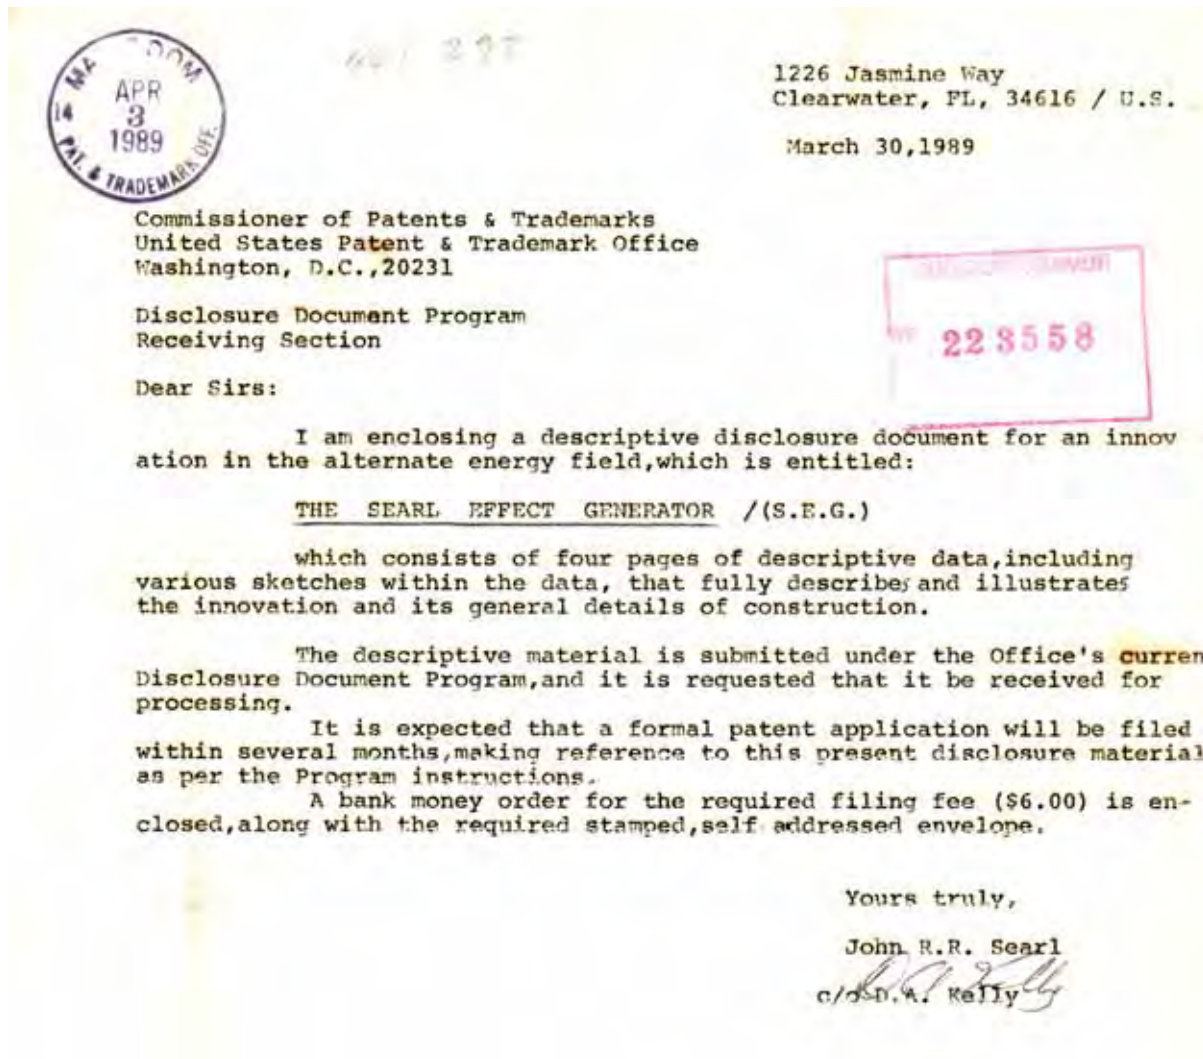 APR
3
1989
14
PAT. & TRADEMARK OFF.
1226 Jasmine Way
Clearwater, FL, 34616 / U.S.
March 30,1989
Commissioner of Patents & Trademarks
United States Patent & Trademark Office
Washington, D.C.,20231
223558
Disclosure Document Program
Receiving Section
Dear Sirs:
I am enclosing a descriptive disclosure document for an innov
ation in the alternate energy field,which is entitled:
THE SEARL EFFECT GENERATOR /(S.E.G.)
which consists of four pages of descriptive data,including
various sketches within the data, that fully describes and illustrates
the innovation and its general details of construction.
The descriptive material is submitted under the Office's curren
Disclosure Document Program,and it is requested that it be received for
processing.
It is expected that a formal patent application will be filed
within several months,making reference to this present disclosure material
as per the Program instructions.
A bank money order for the required filing fee ($6.00) is en-
closed,along with the required stamped,self addressed envelope.
Yours truly,
John R.R. Searl
c/o D.A. Kelly